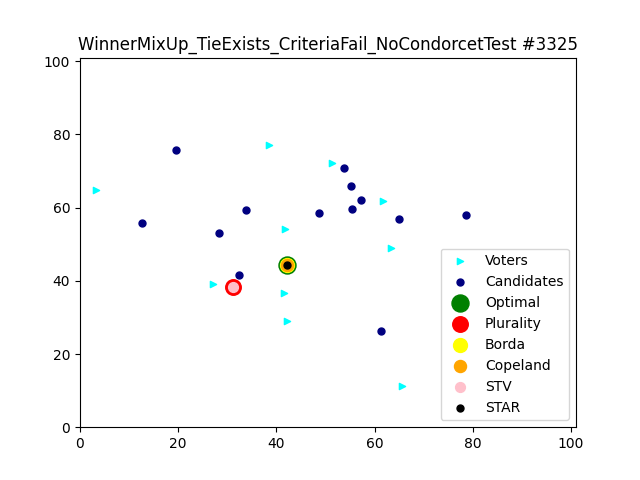 WinnerMixUp_TieExists_CriteriaFail_NoCondorcetTest #3325
100
80
60
40
20
0
0 20 40 60 80 100
Voters
Candidates
Optimal
Plurality
Borda
Copeland
STV
STAR